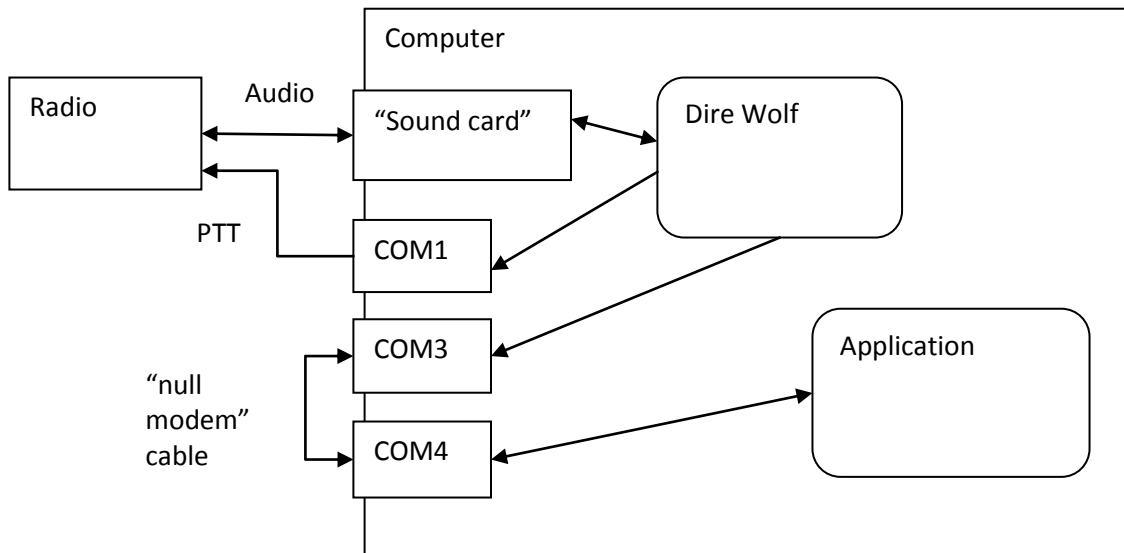 Computer
Radio
Audio
“Sound card”
Dire Wolf
PTT
COM1
COM3
Application
“null
modem”
cable
COM4